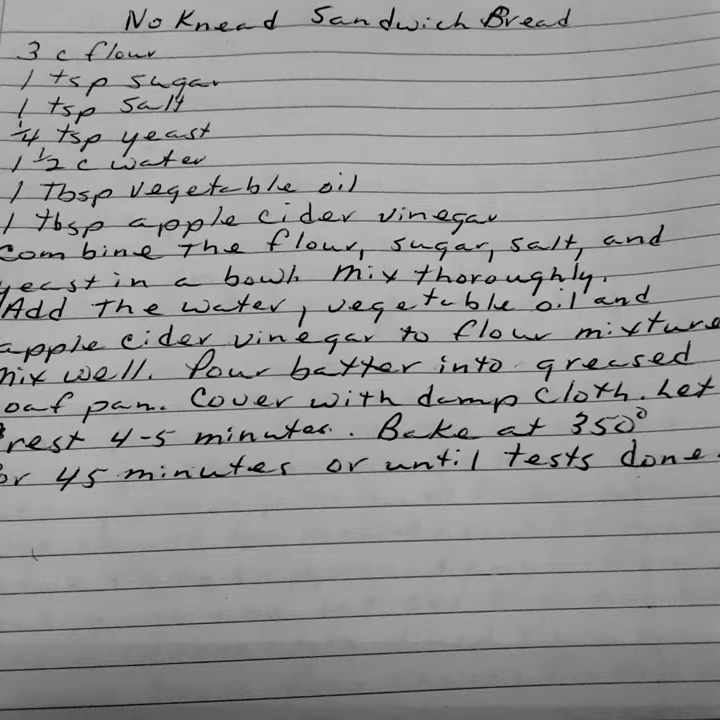 No Knead Sandwich Bread
3 c flour
1 tsp sugar
1 tsp salt
1/4 tsp yeast
1 1/2 c water
1 Tbsp vegetable oil
1 tbsp apple cider vinegar
combine The flour, sugar, salt, and
yeast in a bowl. Mix thoroughly.
Add The water, vegetable oil and
apple cider vinegar to flour mixture
mix well. Pour batter into greased
oaf pan. Cover with damp cloth. Let
rest 4-5 minutes. Bake at 350°
or 45 minutes or until tests done.